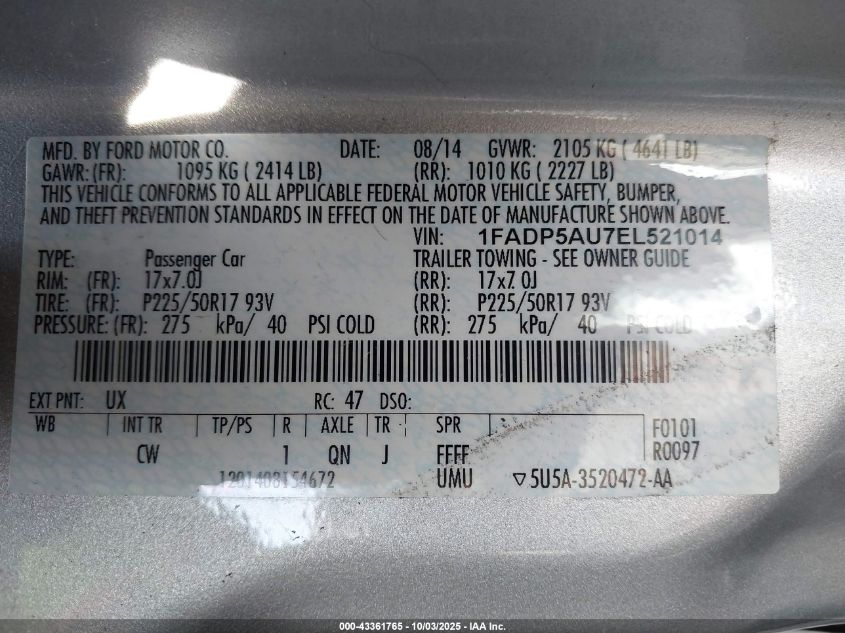 MFD. BY FORD MOTOR CO. DATE: 08/14 GVWR: 2105 KG ( 4641 LB)
GAWR: (FR): 1095 KG ( 2414 LB) (RR): 1010 KG ( 2227 LB)
THIS VEHICLE CONFORMS TO ALL APPLICABLE FEDERAL MOTOR VEHICLE SAFETY, BUMPER,
AND THEFT PREVENTION STANDARDS IN EFFECT ON THE DATE OF MANUFACTURE SHOWN ABOVE.
VIN: 1FADP5AU7EL521014
TYPE: Passenger Car TRAILER TOWING - SEE OWNER GUIDE
RIM: (FR): 17x7.0J (RR): 17x7.0J
TIRE: (FR): P225/50R17 93V (RR): P225/50R17 93V
PRESSURE: (FR): 275 kPa/ 40 PSI COLD (RR): 275 kPa/ 40 PSI COLD
EXT PNT: UX RC: 47 DSO:
WB INT TR TP/PS R AXLE TR SPR F0101
CW 1 QN J FFFF R0097
1201408154672 UMU ▽5U5A-3520472-AA
000-43361765 - 10/03/2025 - IAA Inc.